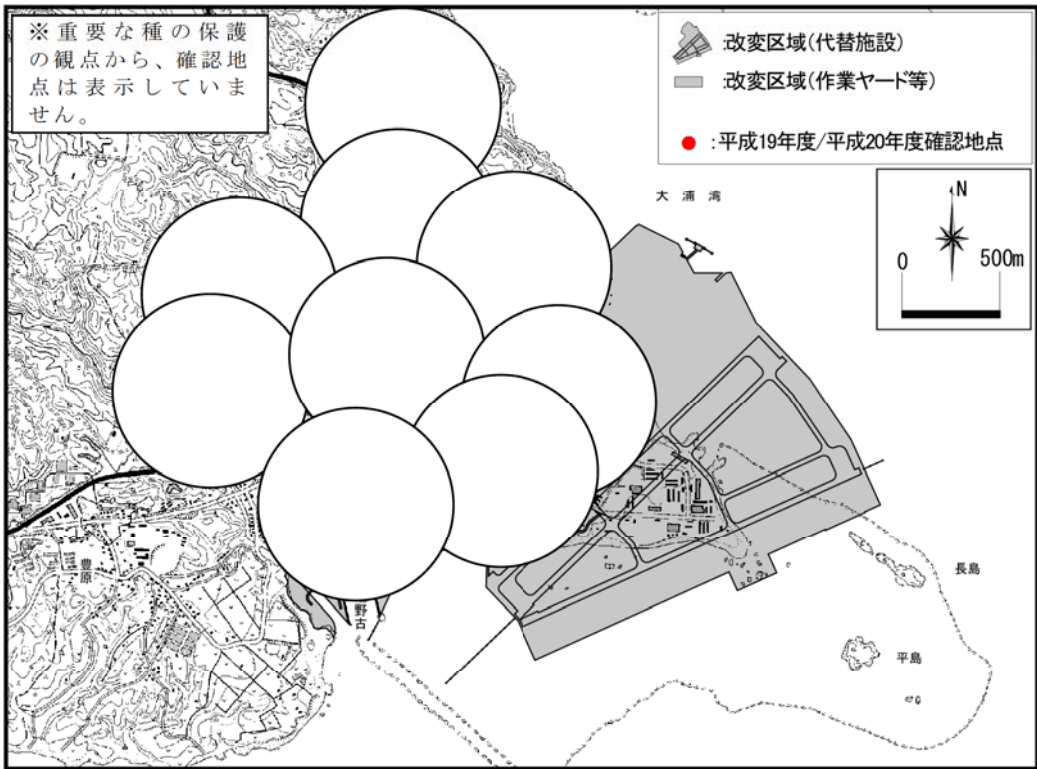 ※重要な種の保護
の観点から、確認地
点は表示していま
せん。
:改変区域(代替施設)
:改変区域(作業ヤード等)
:平成19年度/平成20年度確認地点
大浦湾
N
0 500m
豊原
野古
長島
平島